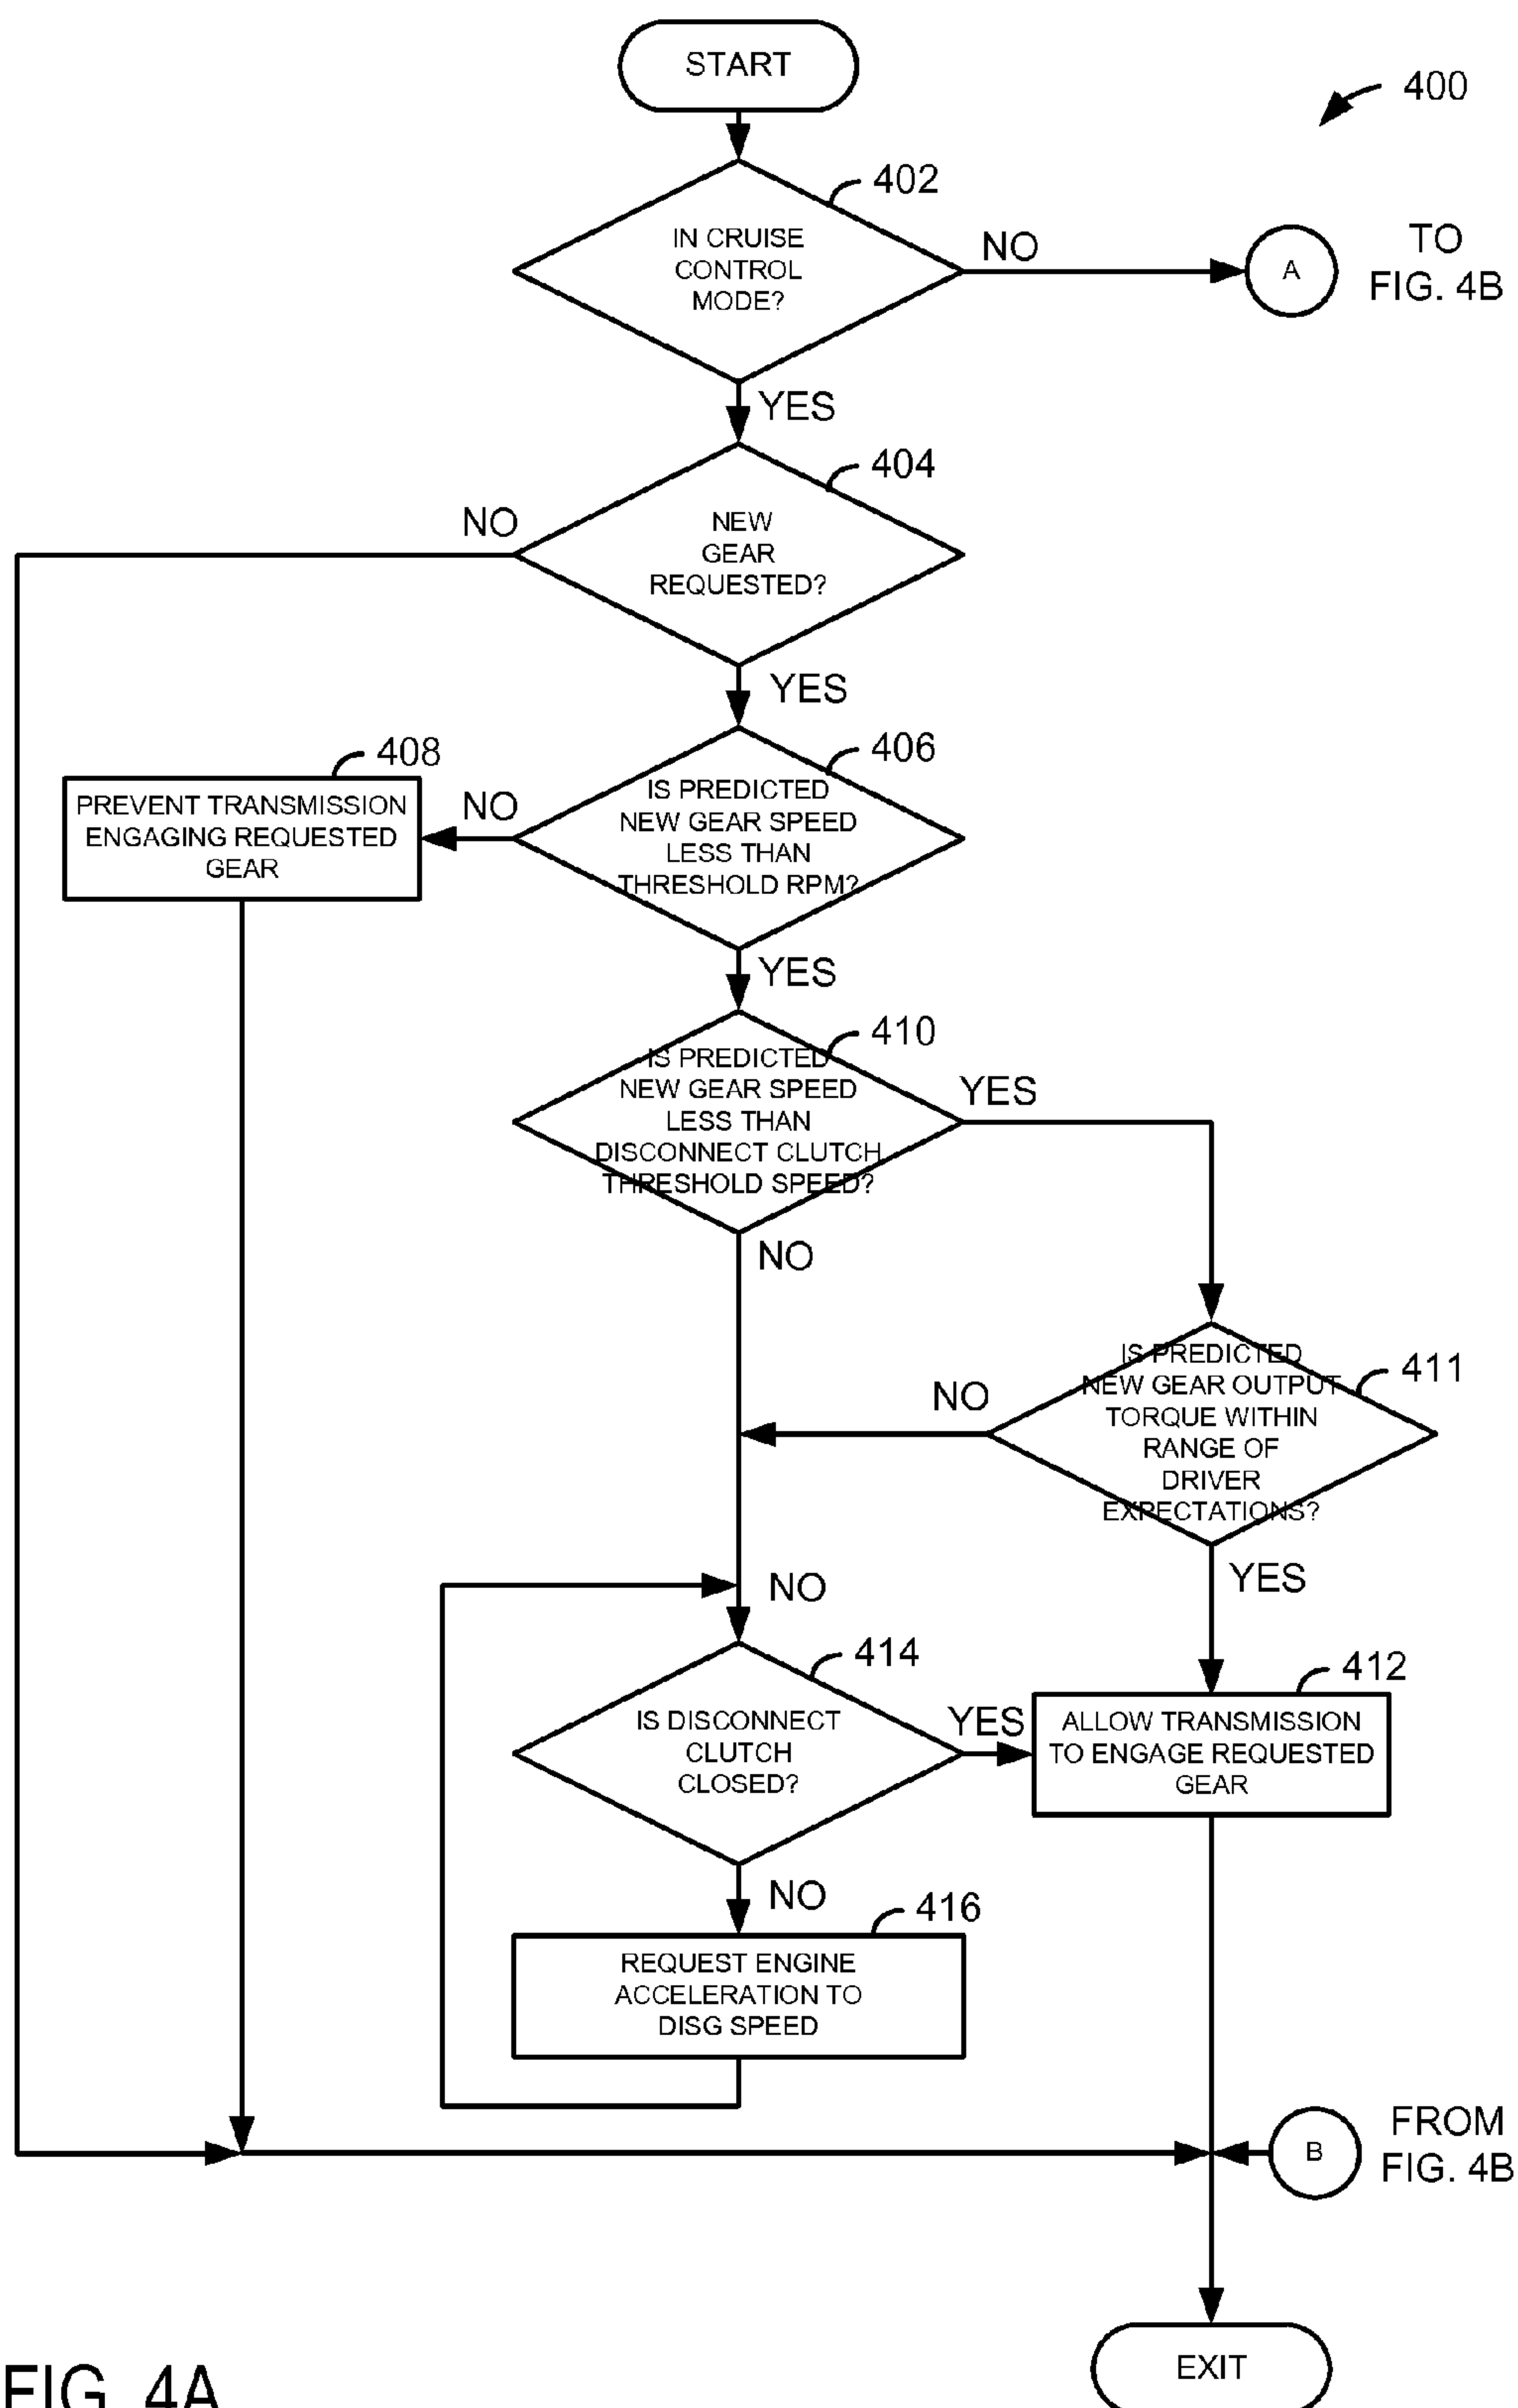 START
400
402
IN CRUISE
CONTROL
MODE?
NO
A
TO
FIG. 4B
YES
404
NEW
GEAR
REQUESTED?
NO
YES
406
IS PREDICTED
NEW GEAR SPEED
LESS THAN
THRESHOLD RPM?
NO
408
PREVENT TRANSMISSION
ENGAGING REQUESTED
GEAR
YES
410
IS PREDICTED
NEW GEAR SPEED
LESS THAN
DISCONNECT CLUTCH
THRESHOLD SPEED?
YES
NO
411
IS PREDICTED
NEW GEAR OUTPUT
TORQUE WITHIN
RANGE OF
DRIVER
EXPECTATIONS?
NO
YES
NO
414
IS DISCONNECT
CLUTCH
CLOSED?
YES
412
ALLOW TRANSMISSION
TO ENGAGE REQUESTED
GEAR
NO
416
REQUEST ENGINE
ACCELERATION TO
DISG SPEED
B
FROM
FIG. 4B
EXIT
FIG. 4A